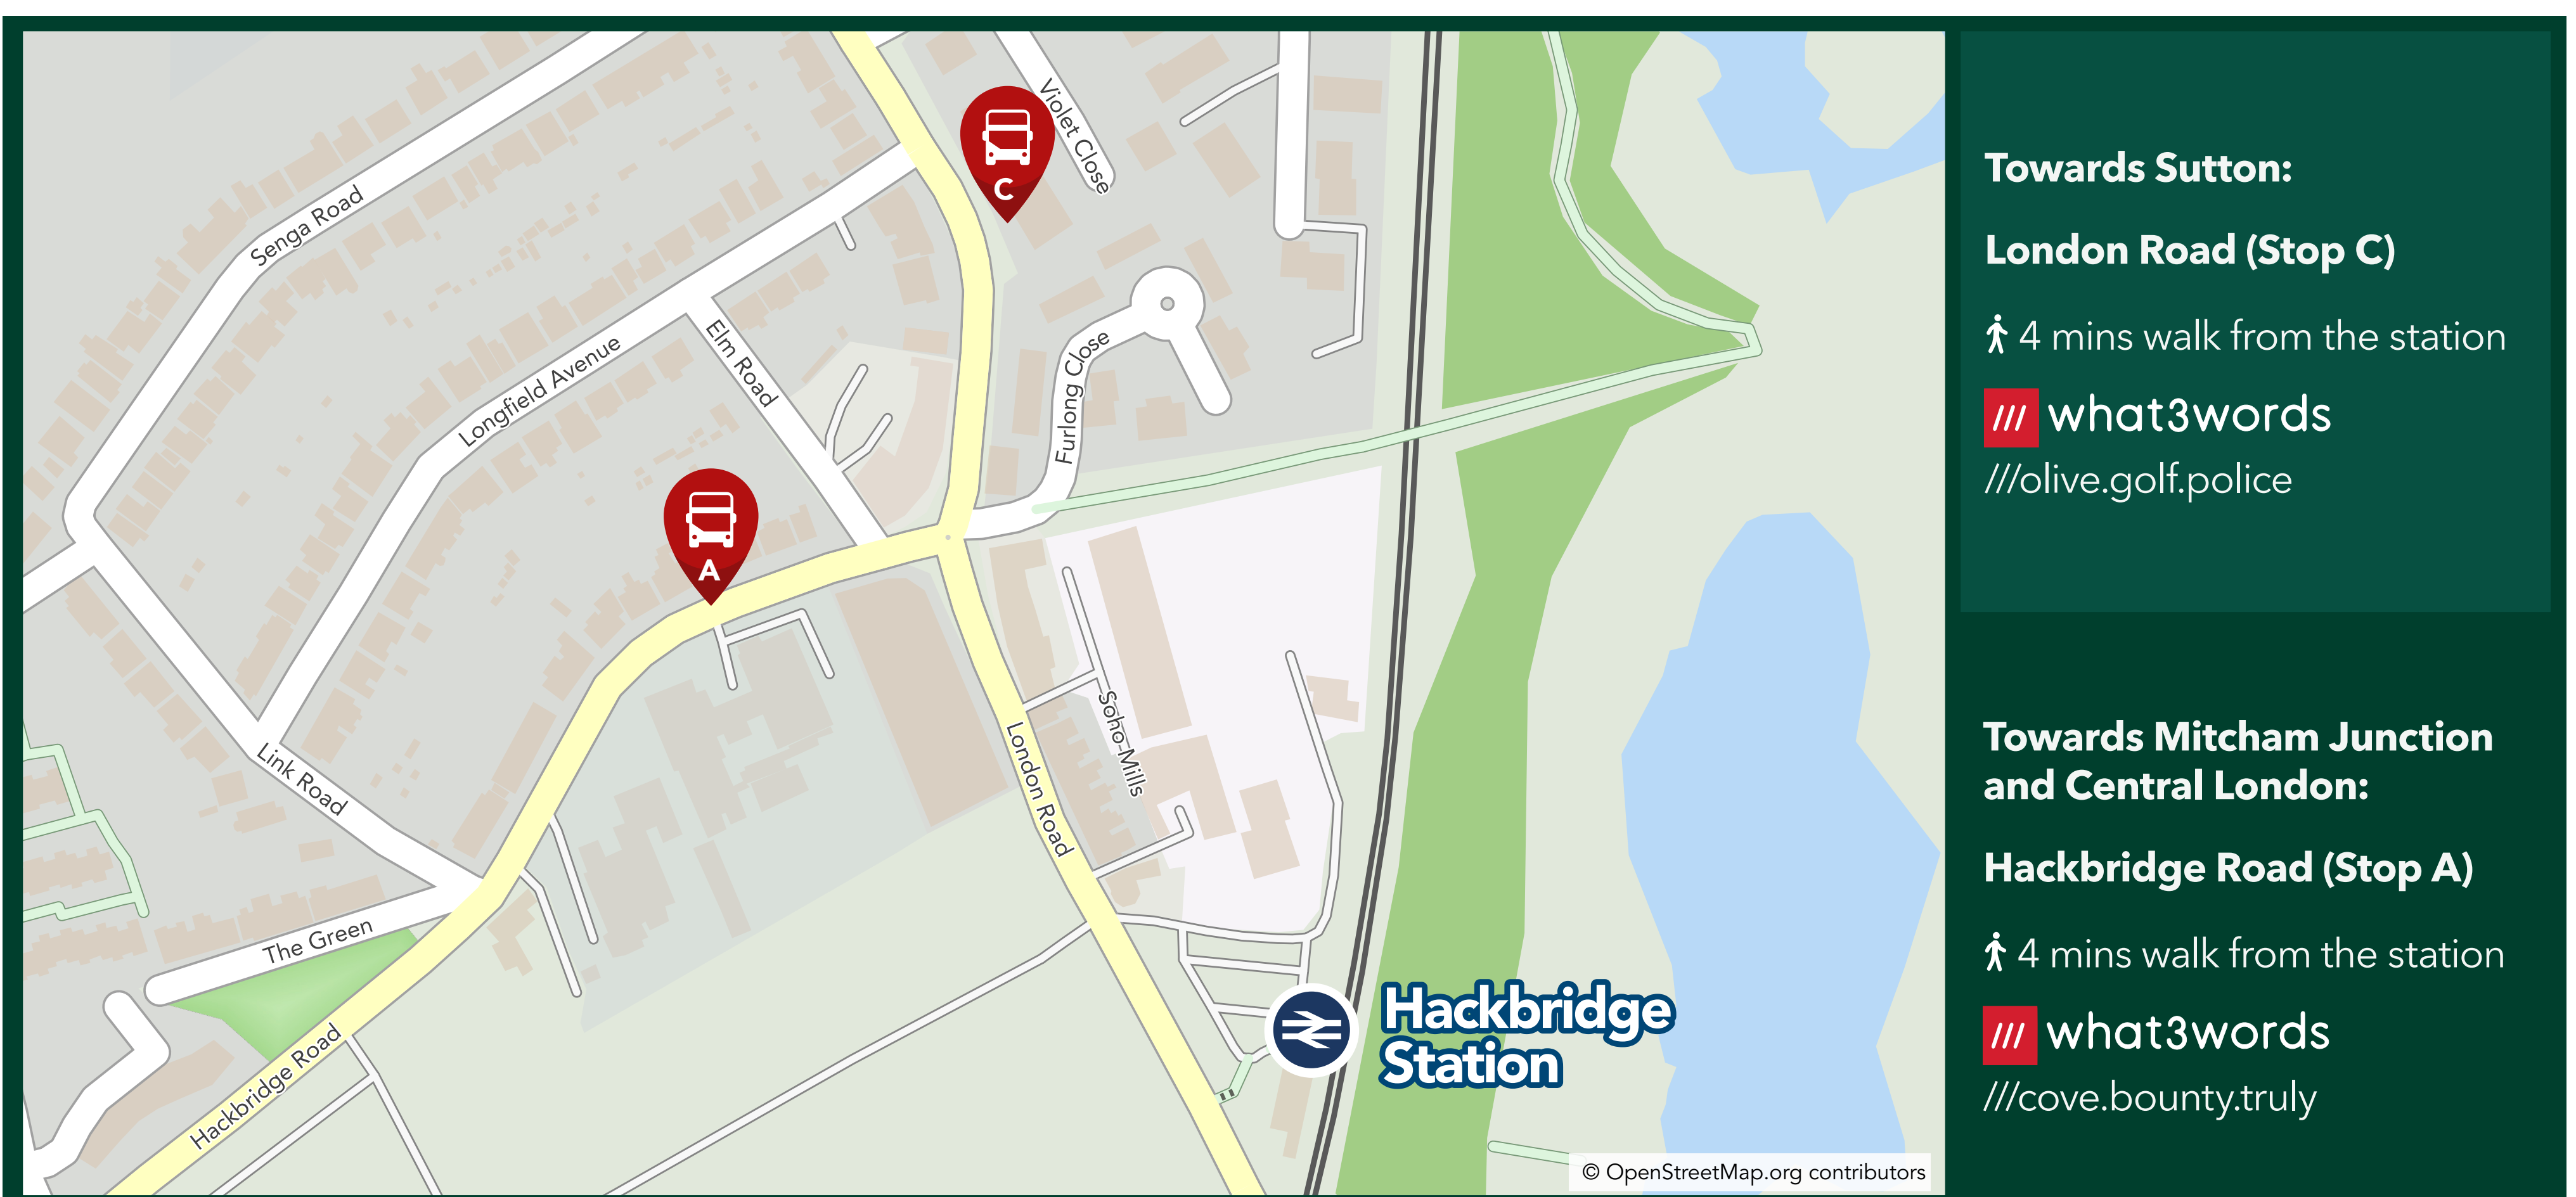 Violet Close
C
Senga Road
Elm Road
Longfield Avenue
Furlong Close
A
Soho Mills
London Road
Link Road
The Green
Hackbridge Road
Hackbridge
Station
© OpenStreetMap.org contributors
Towards Sutton:
London Road (Stop C)
4 mins walk from the station
/// what3words
///olive.golf.police
Towards Mitcham Junction
and Central London:
Hackbridge Road (Stop A)
4 mins walk from the station
/// what3words
///cove.bounty.truly